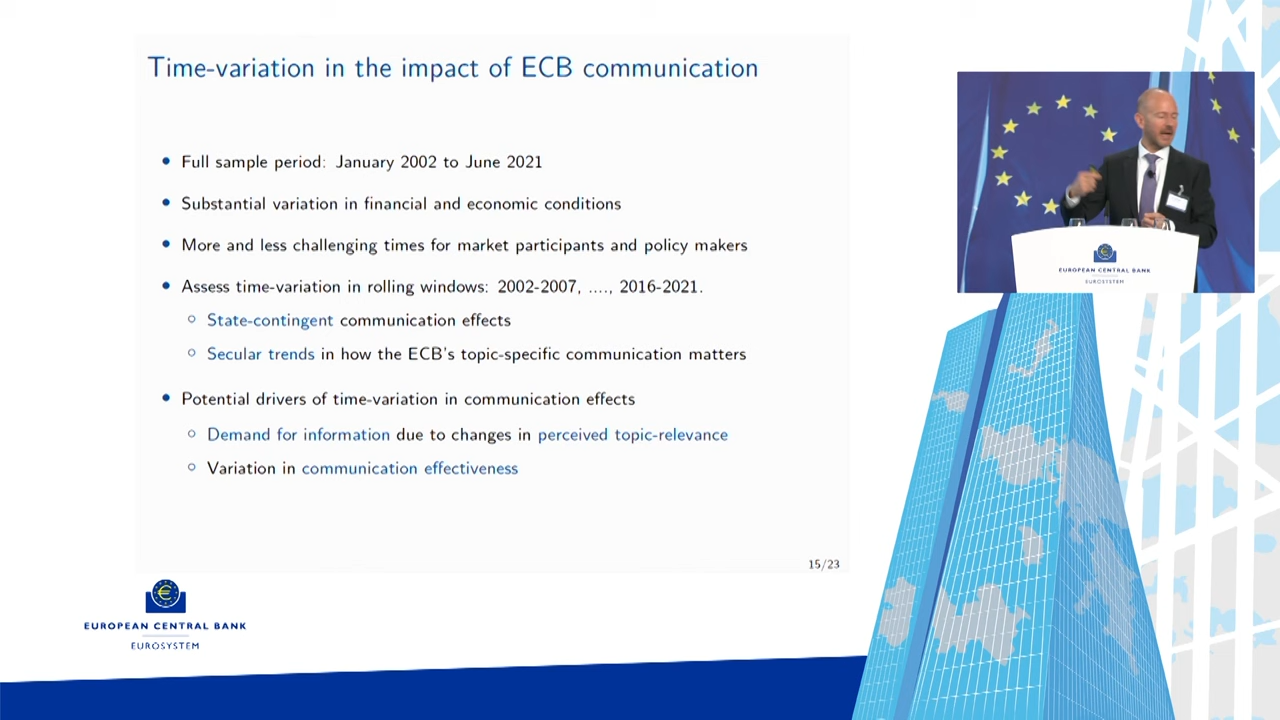 Time-variation in the impact of ECB communication
• Full sample period: January 2002 to June 2021
• Substantial variation in financial and economic conditions
• More and less challenging times for market participants and policy makers
• Assess time-variation in rolling windows: 2002-2007, ...., 2016-2021.
○ State-contingent communication effects
○ Secular trends in how the ECB's topic-specific communication matters
• Potential drivers of time-variation in communication effects
○ Demand for information due to changes in perceived topic-relevance
○ Variation in communication effectiveness
15/23
EUROPEAN CENTRAL BANK
EUROSYSTEM
EUROPEAN CENTRAL BANK
EUROSYSTEM